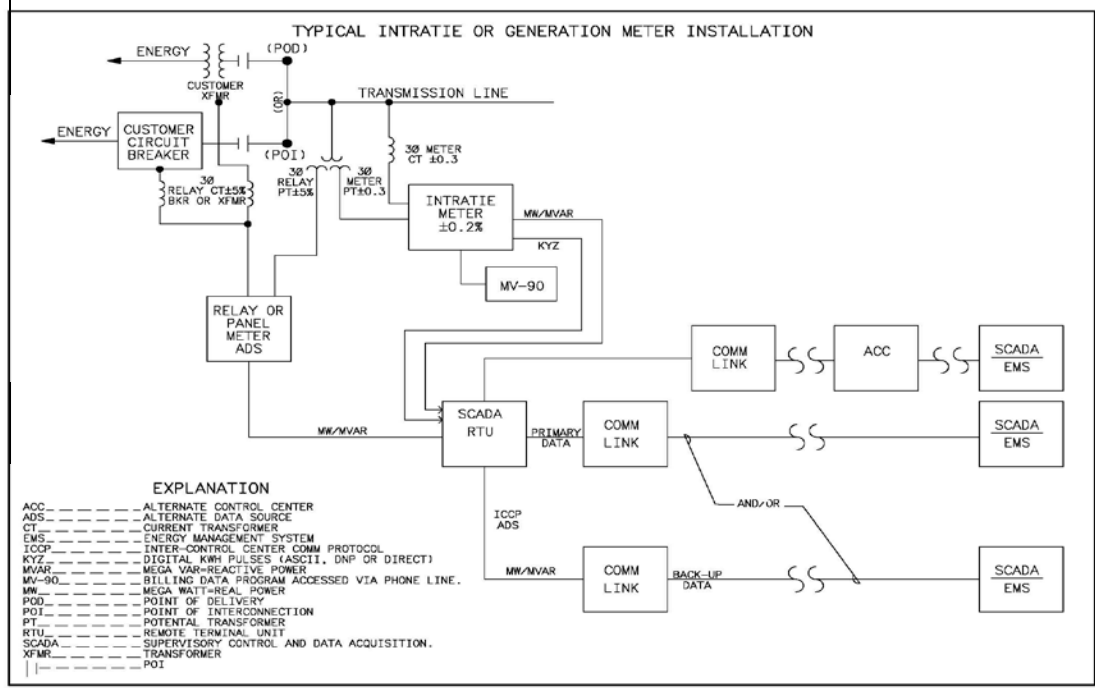 TYPICAL INTRATIE OR GENERATION METER INSTALLATION
ENERGY
(POD)
CUSTOMER
XFMR
(OR)
TRANSMISSION LINE
ENERGY
CUSTOMER
CIRCUIT
BREAKER
(POI)
3Ø METER
CT ±0.3
3Ø
RELAY CT±5%
BKR OR XFMR
3Ø
RELAY
PT±5%
3Ø
METER
PT±0.3
INTRATIE
METER
±0.2%
MW/MVAR
KYZ
MV-90
RELAY OR
PANEL
METER
ADS
COMM
LINK
ACC
SCADA
EMS
MW/MVAR
SCADA
RTU
PRIMARY
DATA
COMM
LINK
SCADA
EMS
AND/OR
ICCP
ADS
MW/MVAR
COMM
LINK
BACK-UP
DATA
SCADA
EMS
EXPLANATION
ACC_ _ _ _ _ _ _ALTERNATE CONTROL CENTER
ADS_ _ _ _ _ _ _ALTERNATE DATA SOURCE
CT_ _ _ _ _ _ _CURRENT TRANSFORMER
EMS_ _ _ _ _ _ _ENERGY MANAGEMENT SYSTEM
ICCP_ _ _ _ _ _ _INTER-CONTROL CENTER COMM PROTOCOL
KYZ_ _ _ _ _ _ _DIGITAL KWH PULSES (ASCII, DNP OR DIRECT)
MVAR_ _ _ _ _ _ _MEGA VAR=REACTIVE POWER
MV-90_ _ _ _ _ _ _BILLING DATA PROGRAM ACCESSED VIA PHONE LINE.
MW_ _ _ _ _ _ _MEGA WATT=REAL POWER
POD_ _ _ _ _ _ _POINT OF DELIVERY
POI_ _ _ _ _ _ _POINT OF INTERCONNECTION
PT_ _ _ _ _ _ _POTENTAL TRANSFORMER
RTU_ _ _ _ _ _ _REMOTE TERMINAL UNIT
SCADA_ _ _ _ _ _ _SUPERVISORY CONTROL AND DATA ACQUISITION.
XFMR_ _ _ _ _ _ _TRANSFORMER
| |_ _ _ _ _ _ _POI